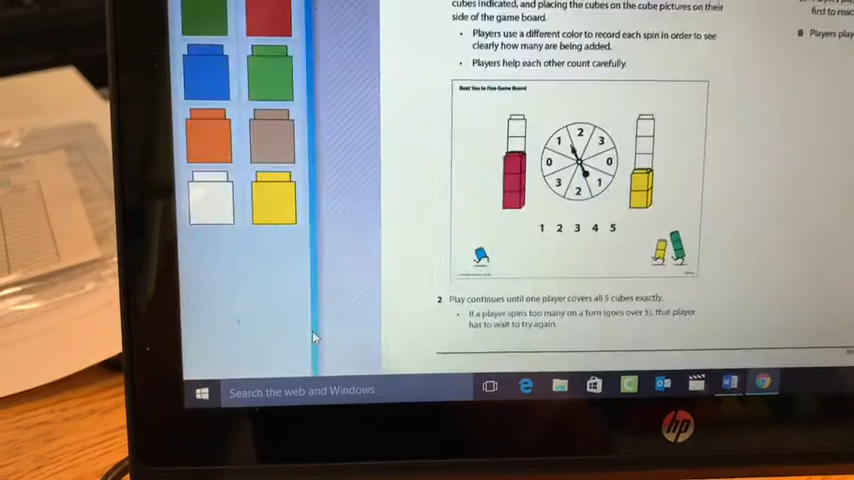 cubes indicated, and placing the cubes on the cube pictures on their
side of the game board.
• Players use a different color to record each spin in order to see
clearly how many are being added.
• Players help each other count carefully.
Beat You to Five Game Board
1 2 3 0 1 2 3 0
1 2 3 4 5
2 Play continues until one player covers all 5 cubes exactly.
• If a player spins too many on a turn (goes over 5), that player
has to wait to try again.
first to reac
8 Players play
Search the web and Windows
hp